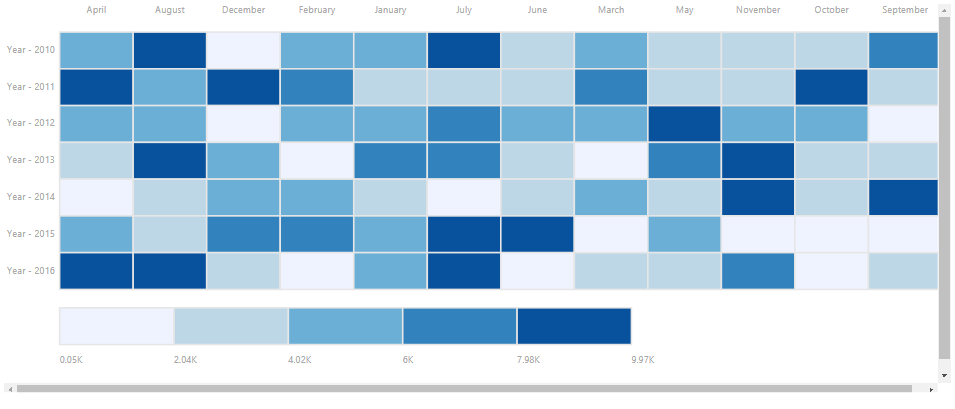 April August December February January July June March May November October September
Year - 2010
Year - 2011
Year - 2012
Year - 2013
Year - 2014
Year - 2015
Year - 2016
0.05K 2.04K 4.02K 6K 7.98K 9.97K